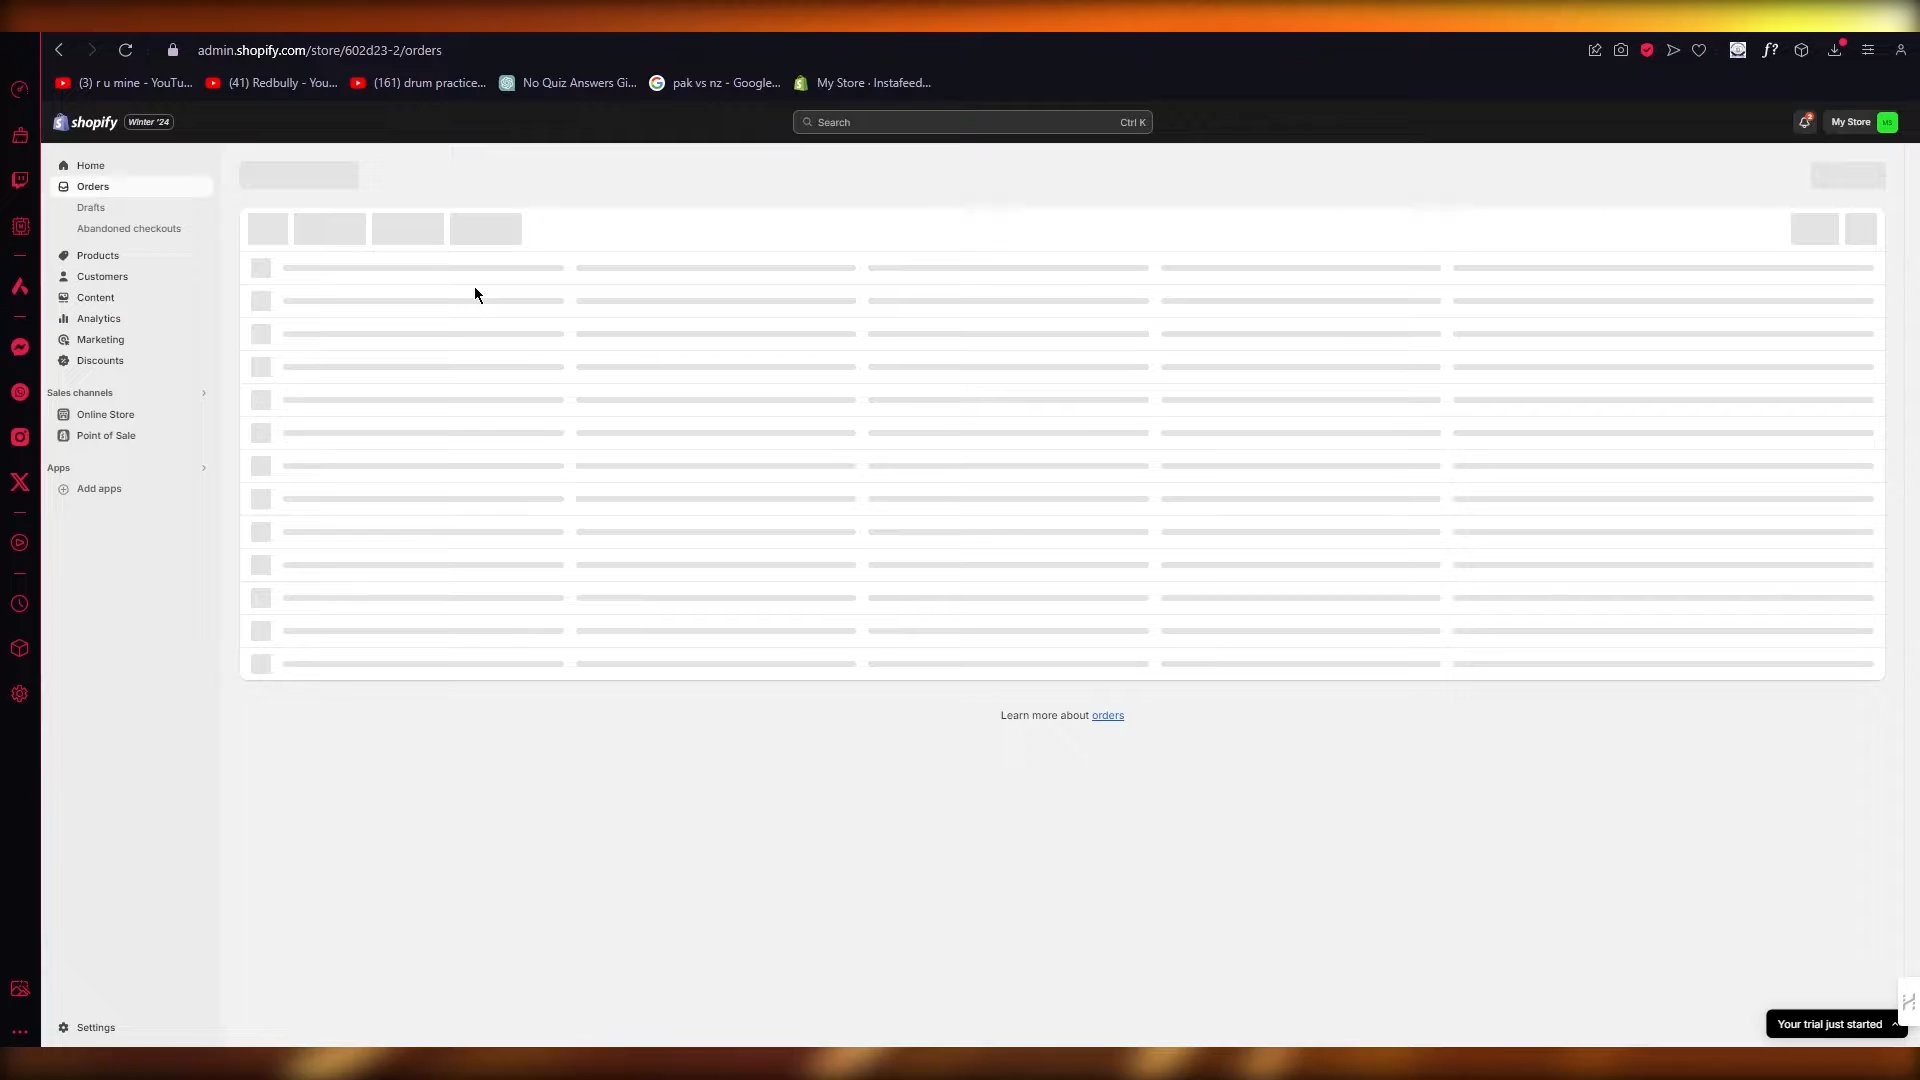 admin.shopify.com/store/602d23-2/orders
(3) r u mine - YouTu...
(41) Redbully - You...
(161) drum practice...
No Quiz Answers Gi...
pak vs nz - Google...
My Store · Instafeed...
shopify
Winter '24
Search
Ctrl K
2
My Store
MS
Home
Orders
Drafts
Abandoned checkouts
Products
Customers
Content
Analytics
Marketing
Discounts
Sales channels
Online Store
Point of Sale
Apps
Add apps
Learn more about orders
Settings
Your trial just started